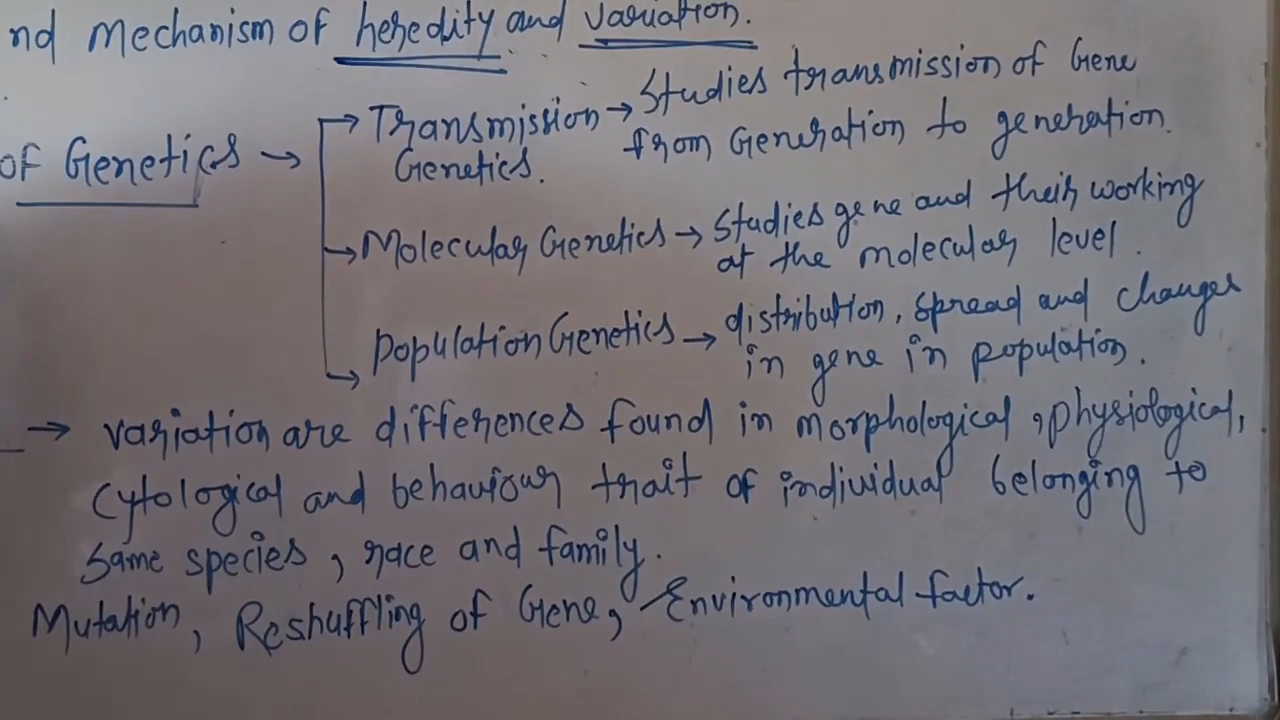 nd Mechanism of heredity and variation.
of Genetics →
→ Transmission Genetics. → Studies transmission of Gene from Generation to generation.
→ Molecular Genetics → Studies gene and their working at the molecular level.
→ Population Genetics → distribution, spread and changes in gene in population.
→ variation are differences found in morphological, physiological,
Cytological and behaviour trait of individual belonging to
Same species, race and family.
Mutation, Reshuffling of Gene, Environmental factor.